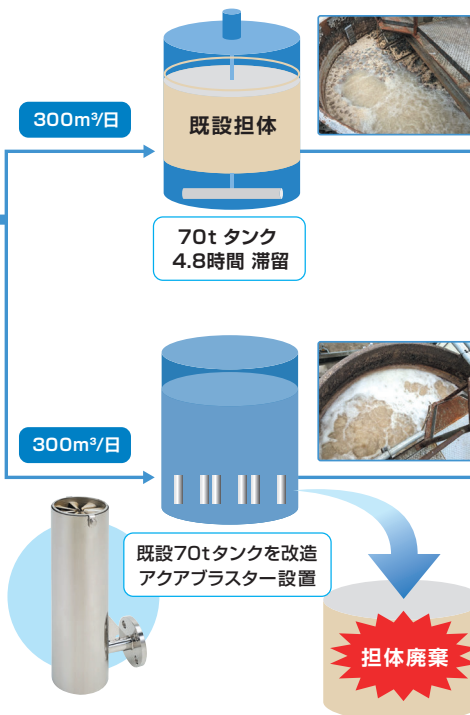 300m³/日
既設担体
70t タンク
4.8時間 滞留
300m³/日
既設70tタンクを改造
アクアブラスター設置
担体廃棄